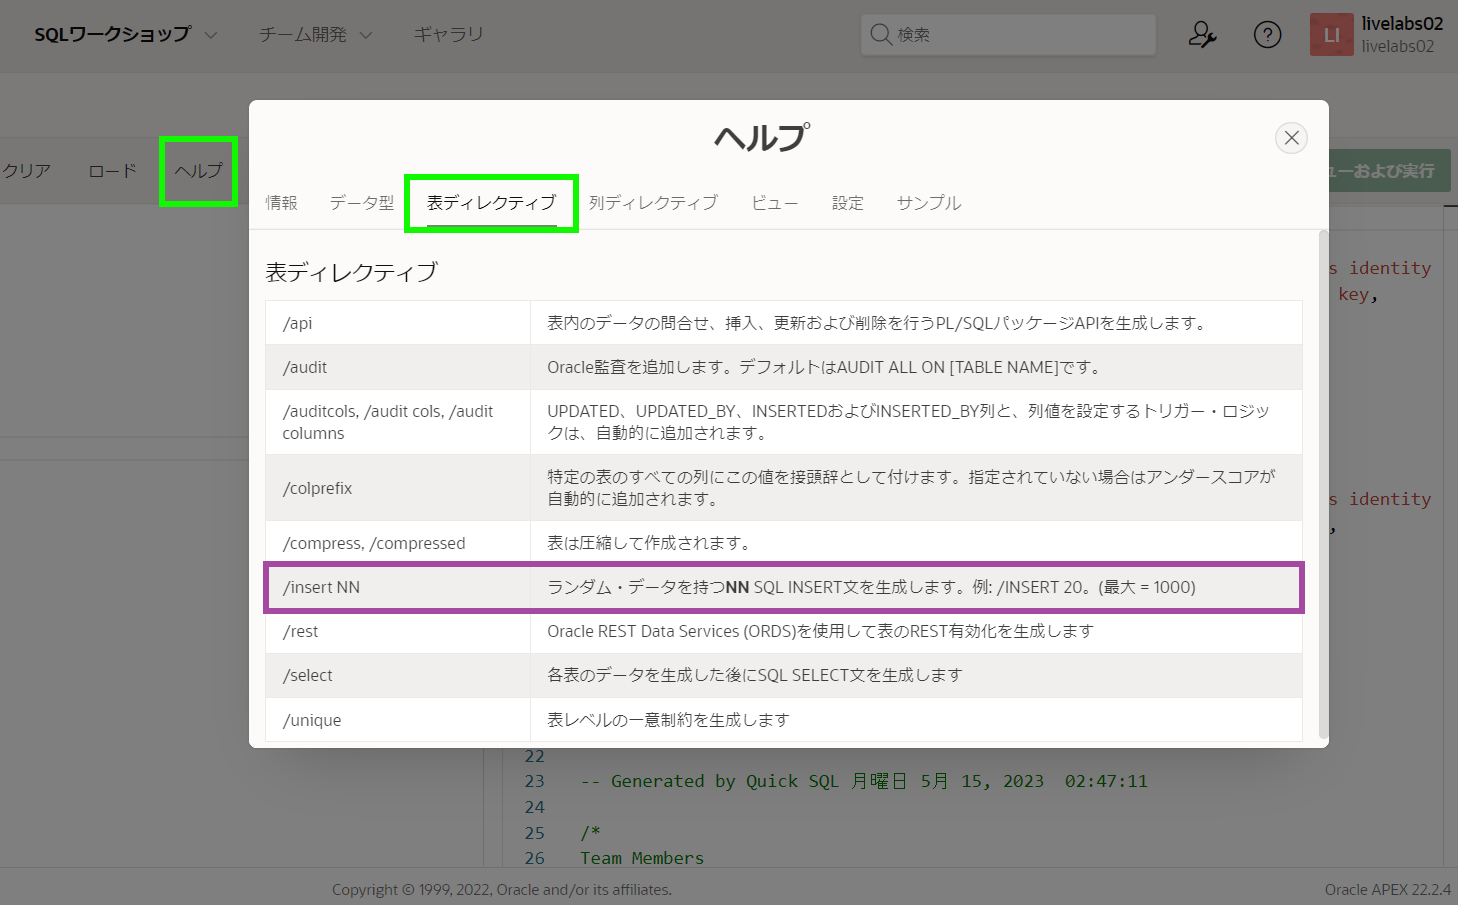 SQLワークショップ
チーム開発
ギャラリ
検索
LI
livelabs02
livelabs02
クリア
ロード
ヘルプ
ューおよび実行
ヘルプ
情報
データ型
表ディレクティブ
列ディレクティブ
ビュー
設定
サンプル
表ディレクティブ
/api
表内のデータの問合せ、挿入、更新および削除を行うPL/SQLパッケージAPIを生成します。
/audit
Oracle監査を追加します。デフォルトはAUDIT ALL ON [TABLE NAME]です。
/auditcols, /audit cols, /audit
columns
UPDATED、UPDATED_BY、INSERTEDおよびINSERTED_BY列と、列値を設定するトリガー・ロジッ
クは、自動的に追加されます。
/colprefix
特定の表のすべての列にこの値を接頭辞として付けます。指定されていない場合はアンダースコアが
自動的に追加されます。
/compress, /compressed
表は圧縮して作成されます。
/insert NN
ランダム・データを持つNN SQL INSERT文を生成します。例: /INSERT 20。(最大 = 1000)
/rest
Oracle REST Data Services (ORDS)を使用して表のREST有効化を生成します
/select
各表のデータを生成した後にSQL SELECT文を生成します
/unique
表レベルの一意制約を生成します
s identity
key,
s identity
,
22
23 -- Generated by Quick SQL 月曜日 5月 15, 2023 02:47:11
24
25 /*
26 Team Members
Copyright © 1999, 2022, Oracle and/or its affiliates.
Oracle APEX 22.2.4